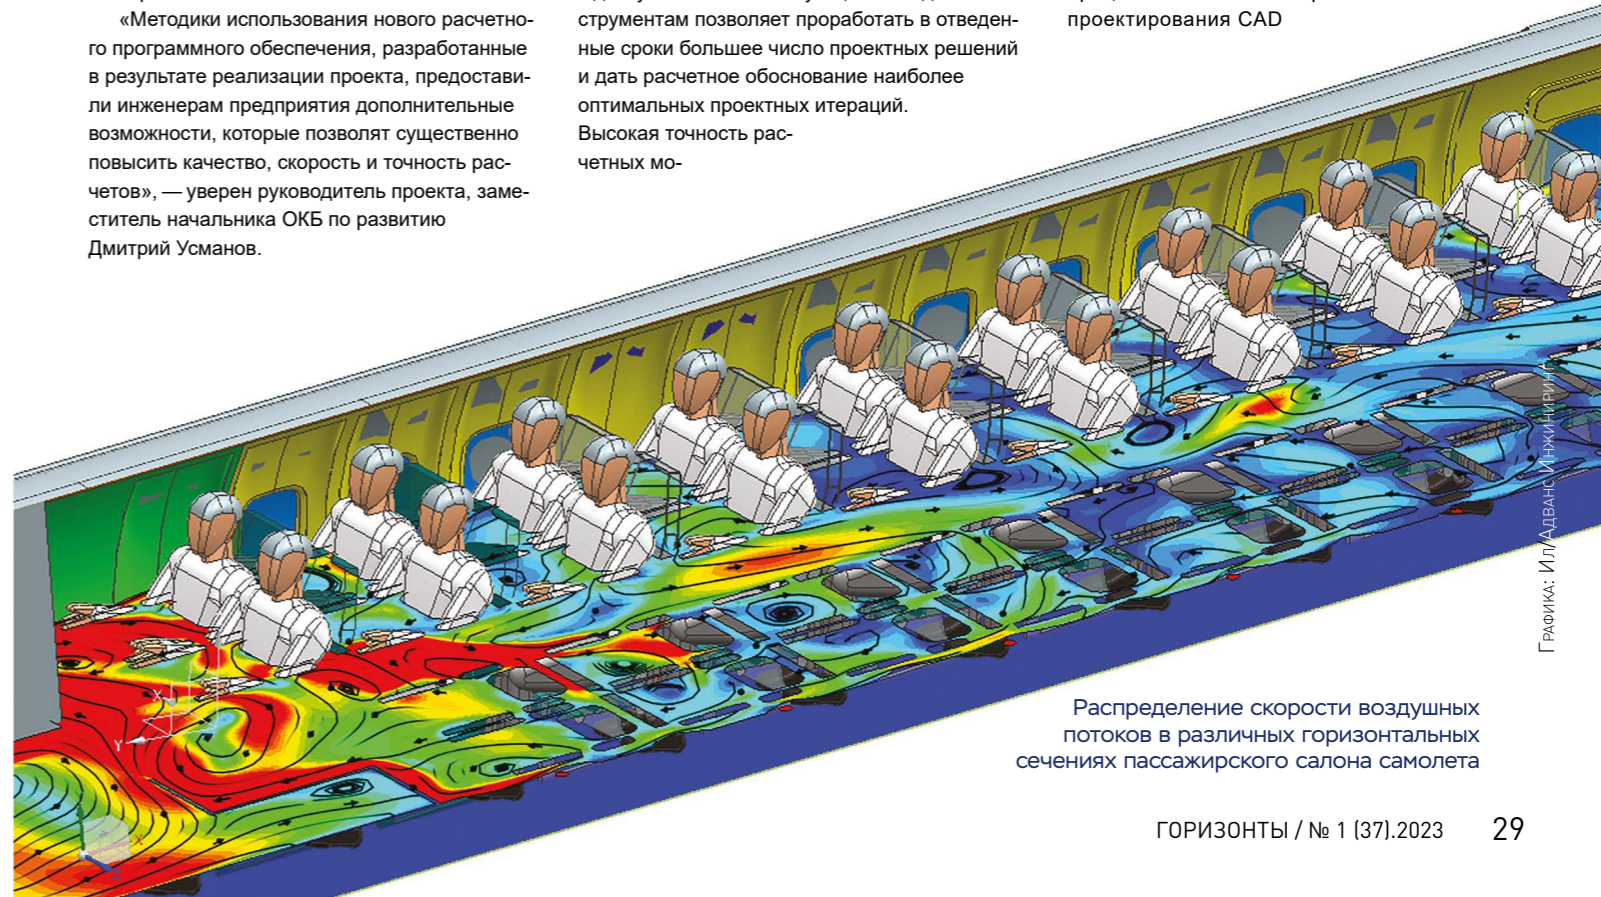 «Методики использования нового расчетно-
го программного обеспечения, разработанные
в результате реализации проекта, предостави-
ли инженерам предприятия дополнительные
возможности, которые позволят существенно
повысить качество, скорость и точность рас-
четов», — уверен руководитель проекта, заме-
ститель начальника ОКБ по развитию
Дмитрий Усманов.
струментам позволяет проработать в отведен-
ные сроки большее число проектных решений
и дать расчетное обоснование наиболее
оптимальных проектных итераций.
Высокая точность рас-
четных мо-
проектирования CAD
Графика: Ил/Адванс Инжиниринг
X
Y
X
Z
Распределение скорости воздушных
потоков в различных горизонтальных
сечениях пассажирского салона самолета
ГОРИЗОНТЫ / № 1 (37).2023 29